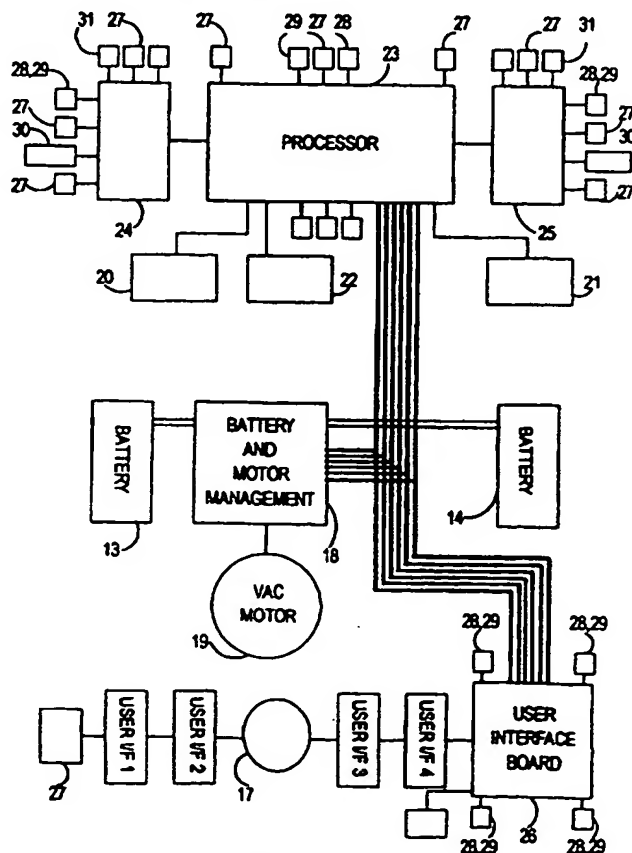 31 27 27 29 27 28 27 27 31
23
28,29 28,29
27 27
30 30
27 27
PROCESSOR
24 25
20 22 21
BATTERY
BATTERY
AND
MOTOR
MANAGEMENT
BATTERY
13 18 14
VAC
MOTOR
19
28,29 28,29
USER
INTERFACE
BOARD
USER I/F 1
USER I/F 2
USER I/F 3
USER I/F 4
27 17 26
28,29 28,29